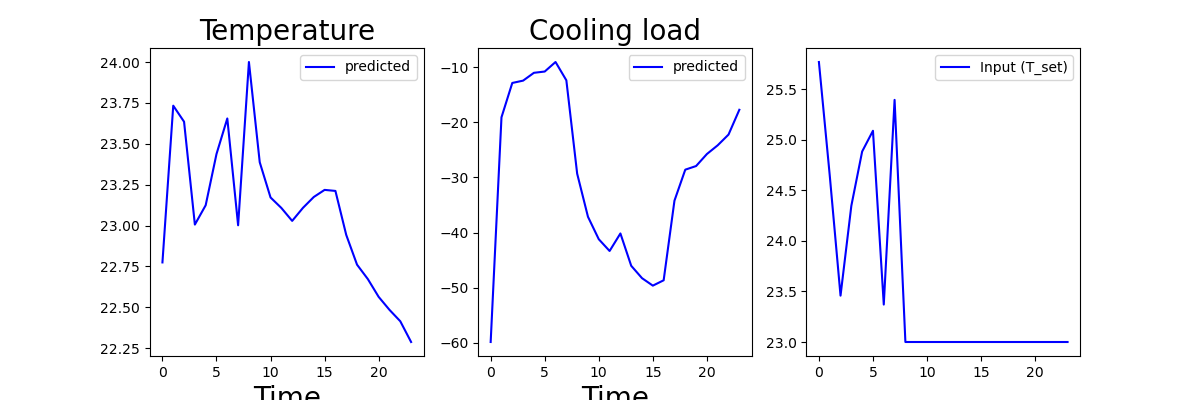 Temperature
predicted
24.00
23.75
23.50
23.25
23.00
22.75
22.50
22.25
0 5 10 15 20
Time
Cooling load
predicted
−10
−20
−30
−40
−50
−60
0 5 10 15 20
Time
Input (T_set)
25.5
25.0
24.5
24.0
23.5
23.0
0 5 10 15 20